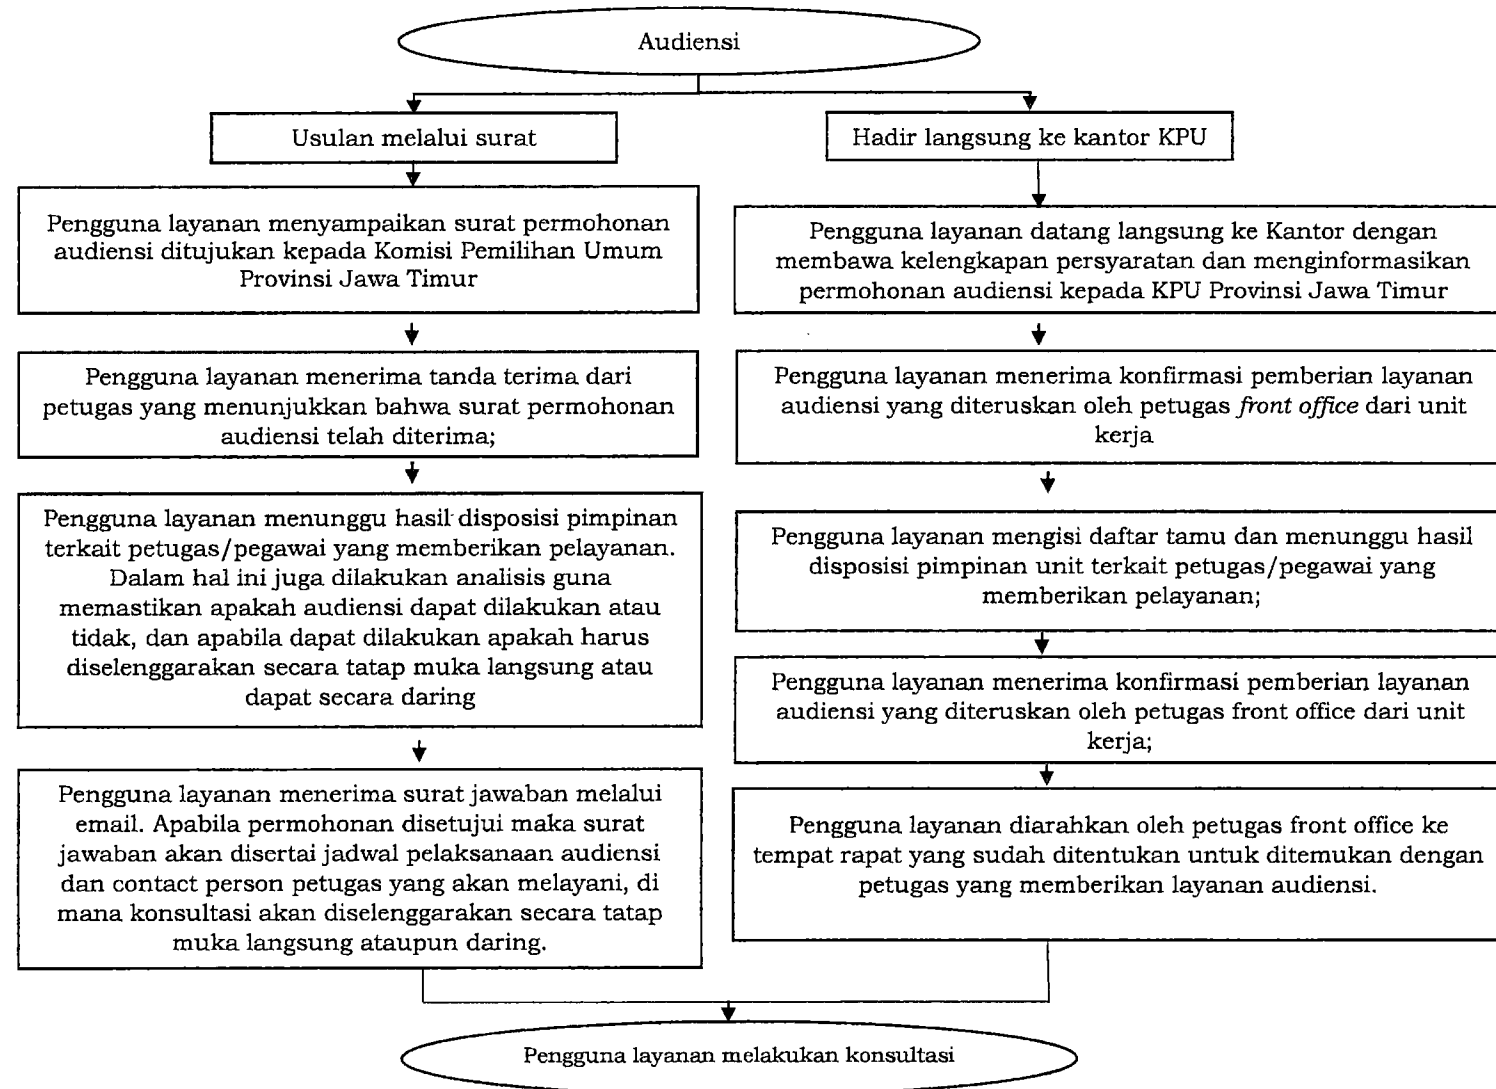 Audiensi
Usulan melalui surat
Pengguna layanan menyampaikan surat permohonan
audiensi ditujukan kepada Komisi Pemilihan Umum
Provinsi Jawa Timur
Pengguna layanan menerima tanda terima dari
petugas yang menunjukkan bahwa surat permohonan
audiensi telah diterima;
Pengguna layanan menunggu hasil disposisi pimpinan
terkait petugas/pegawai yang memberikan pelayanan.
Dalam hal ini juga dilakukan analisis guna
memastikan apakah audiensi dapat dilakukan atau
tidak, dan apabila dapat dilakukan apakah harus
diselenggarakan secara tatap muka langsung atau
dapat secara daring
Pengguna layanan menerima surat jawaban melalui
email. Apabila permohonan disetujui maka surat
jawaban akan disertai jadwal pelaksanaan audiensi
dan contact person petugas yang akan melayani, di
mana konsultasi akan diselenggarakan secara tatap
muka langsung ataupun daring.
Hadir langsung ke kantor KPU
Pengguna layanan datang langsung ke Kantor dengan
membawa kelengkapan persyaratan dan menginformasikan
permohonan audiensi kepada KPU Provinsi Jawa Timur
Pengguna layanan menerima konfirmasi pemberian layanan
audiensi yang diteruskan oleh petugas front office dari unit
kerja
Pengguna layanan mengisi daftar tamu dan menunggu hasil
disposisi pimpinan unit terkait petugas/pegawai yang
memberikan pelayanan;
Pengguna layanan menerima konfirmasi pemberian layanan
audiensi yang diteruskan oleh petugas front office dari unit
kerja;
Pengguna layanan diarahkan oleh petugas front office ke
tempat rapat yang sudah ditentukan untuk ditemukan dengan
petugas yang memberikan layanan audiensi.
Pengguna layanan melakukan konsultasi